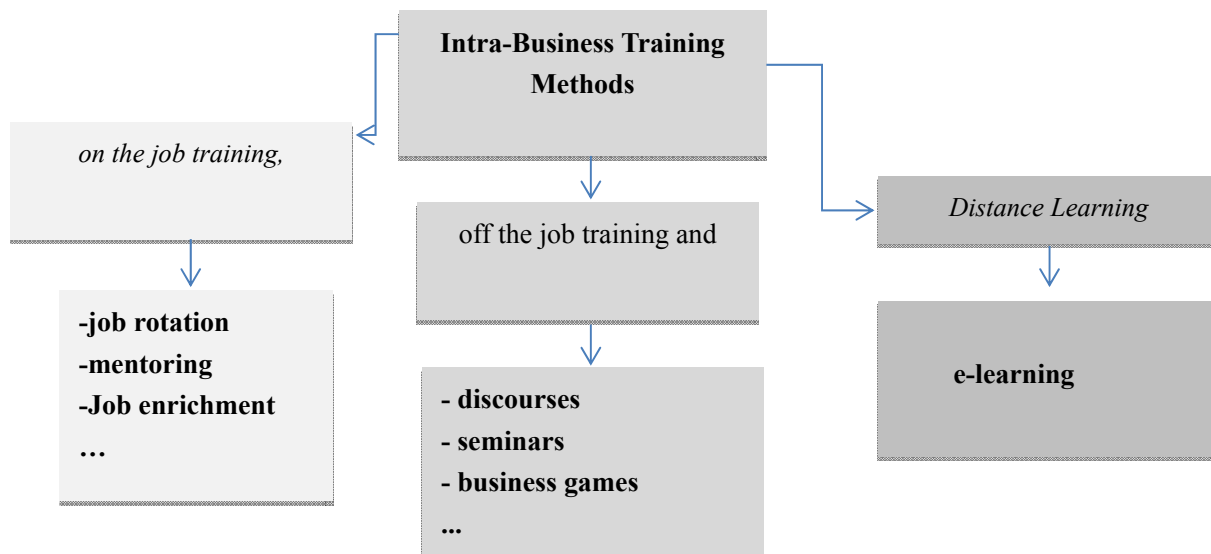 Intra-Business Training
Methods
on the job training,
off the job training and
Distance Learning
-job rotation
-mentoring
-Job enrichment
…
- discourses
- seminars
- business games
...
e-learning